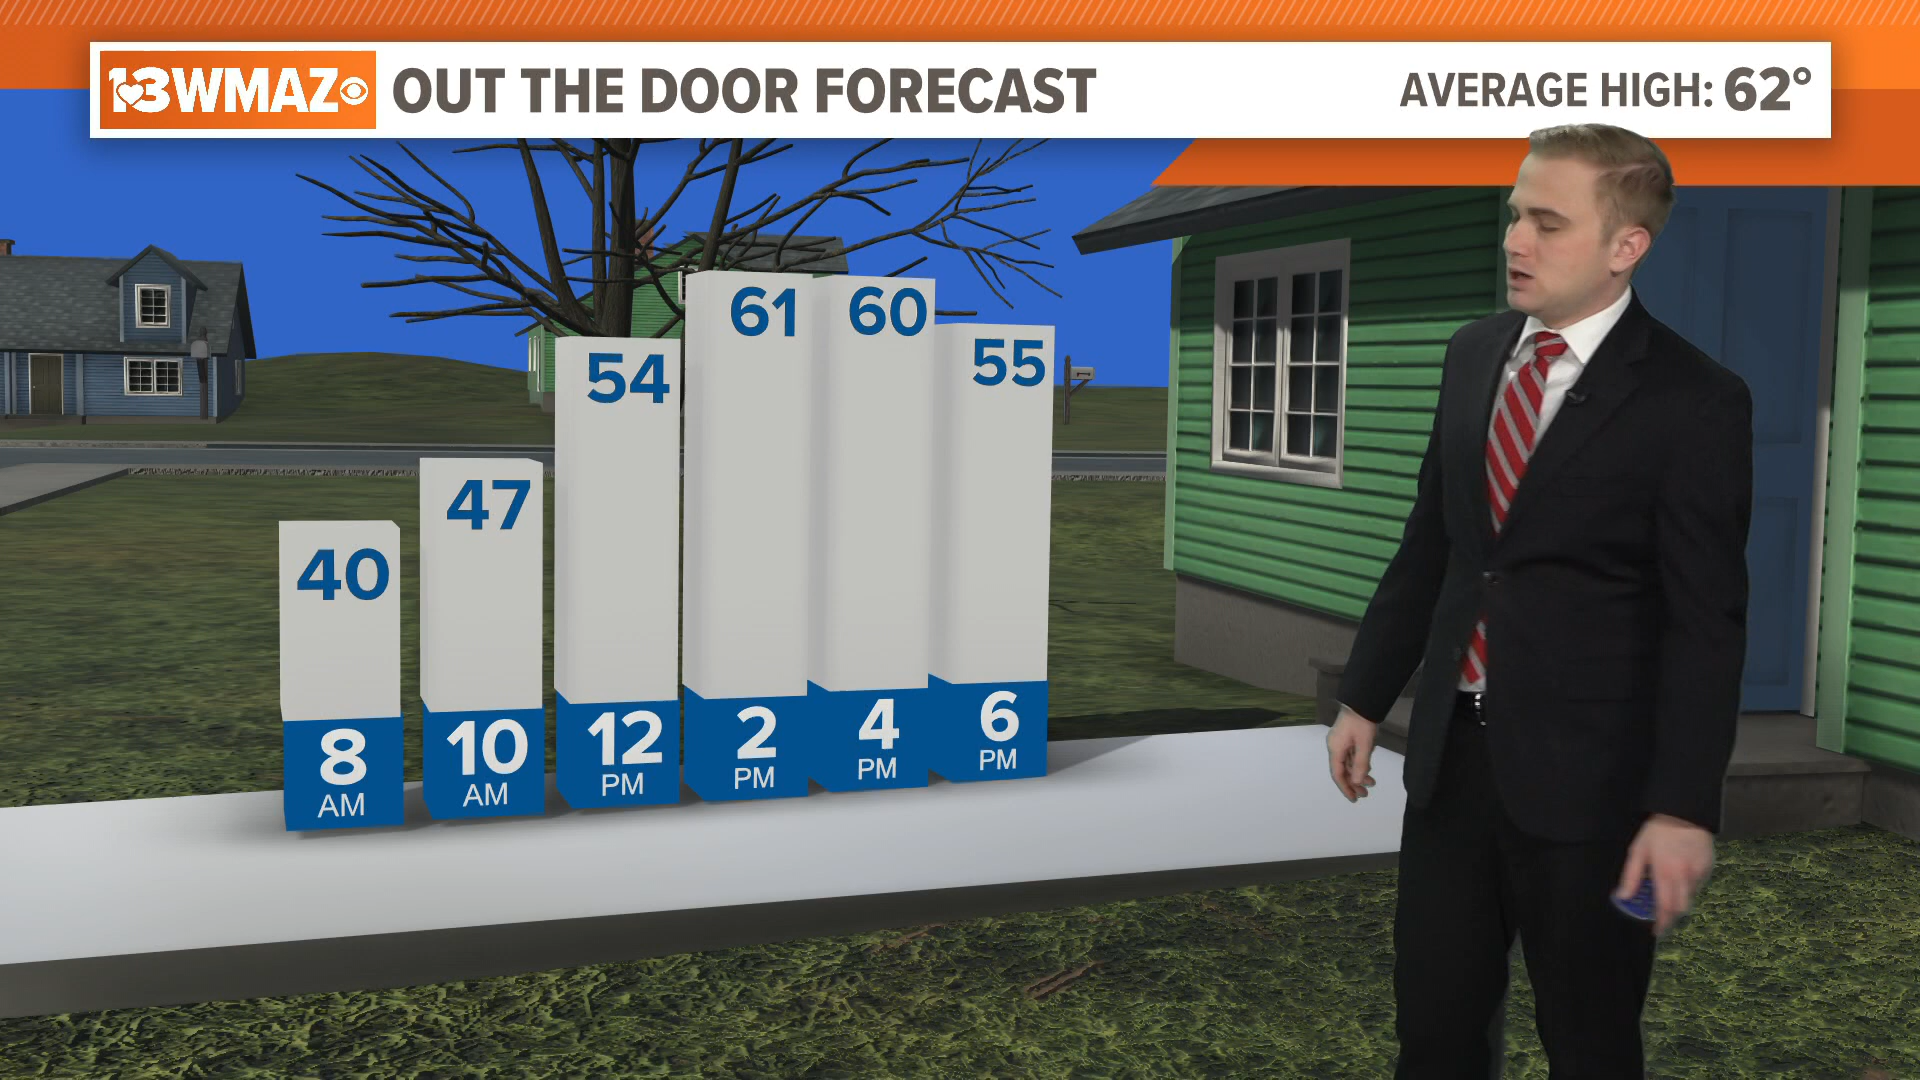 13WMAZ OUT THE DOOR FORECAST AVERAGE HIGH: 62°
40 47 54 61 60 55
8 10 12 2 4 6
AM AM PM PM PM PM